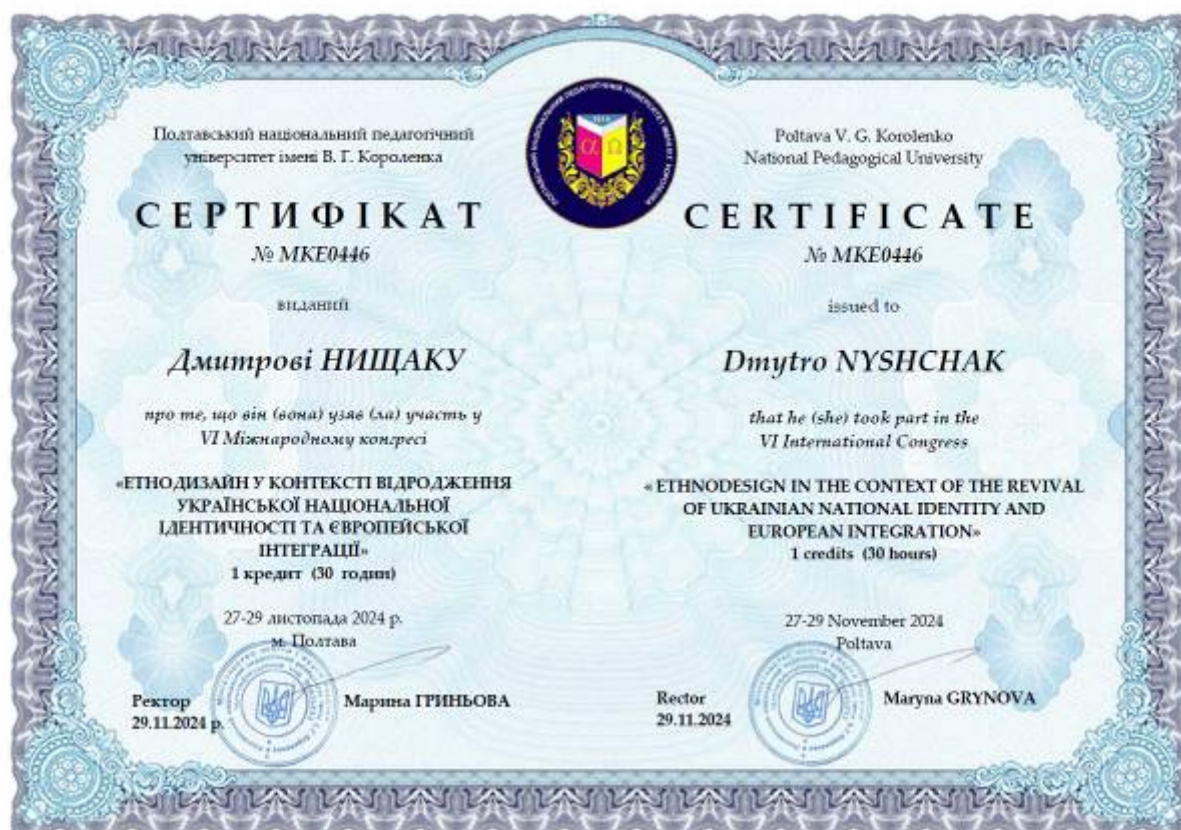 Полтавський національний педагогічний
університет імені В. Г. Короленка
СЕРТИФІКАТ
№ МКЕ0446
виданий
Дмитрові НИЩАКУ
про те, що він (вона) узяв (ла) участь у
VI Міжнародному конгресі
«ЕТНОДИЗАЙН У КОНТЕКСТІ ВІДРОДЖЕННЯ
УКРАЇНСЬКОЇ НАЦІОНАЛЬНОЇ
ІДЕНТИЧНОСТІ ТА ЄВРОПЕЙСЬКОЇ
ІНТЕГРАЦІЇ»
1 кредит (30 годин)
27-29 листопада 2024 р.
м. Полтава
Ректор
29.11.2024 р.
Марина ГРИНЬОВА
1914
α Ω
Poltava V. G. Korolenko
National Pedagogical University
CERTIFICATE
№ MKE0446
issued to
Dmytro NYSHCHAK
that he (she) took part in the
VI International Congress
« ETHNODESIGN IN THE CONTEXT OF THE REVIVAL
OF UKRAINIAN NATIONAL IDENTITY AND
EUROPEAN INTEGRATION»
1 credits (30 hours)
27-29 November 2024
Poltava
Rector
29.11.2024
Maryna GRYNOVA